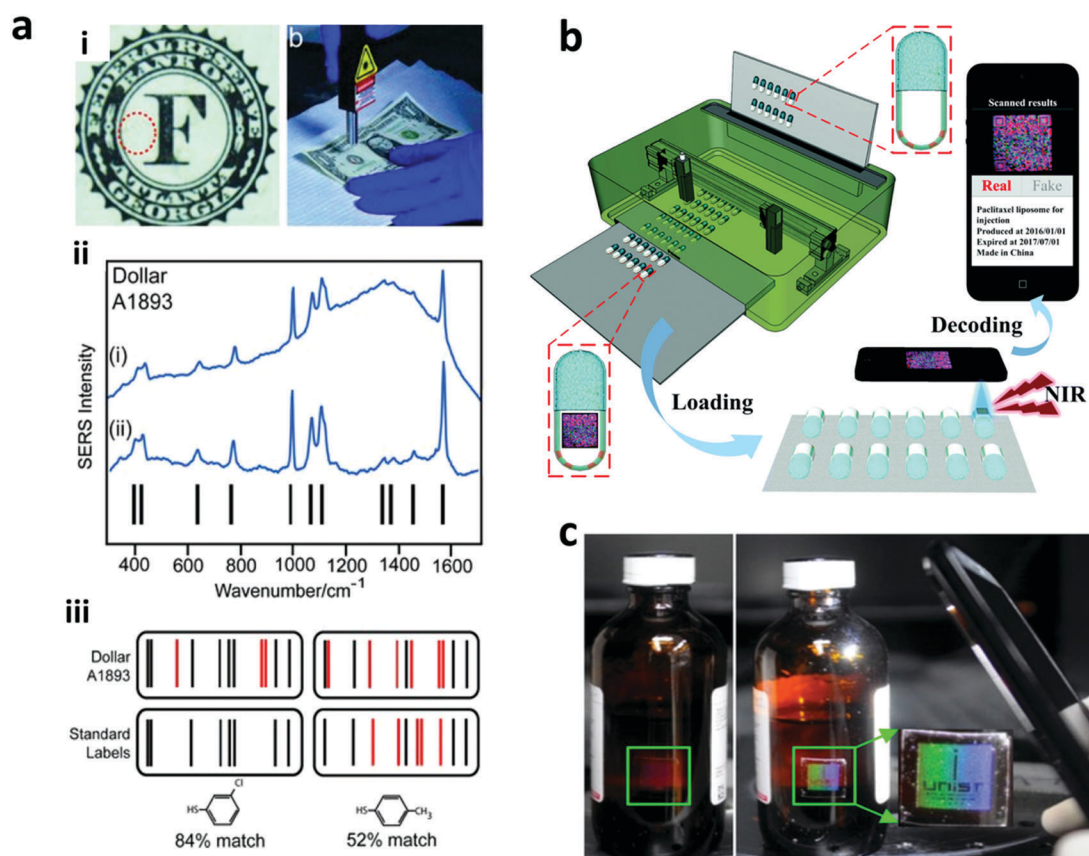 a
i
FEDERAL RESERVE
BANK OF
ATLANTA
GEORGIA
F
b
ii
Dollar
A1893
(i)
(ii)
SERS Intensity
400 600 800 1000 1200 1400 1600
Wavenumber/cm⁻¹
iii
Dollar
A1893
Standard
Labels
HS
Cl
84% match
HS
CH₃
52% match
b
Loading
Decoding
NIR
Scanned results
Real Fake
Paclitaxel liposome for
injection
Produced at 2016/01/01
Expired at 2017/07/01
Made in China
c
i
UNIST